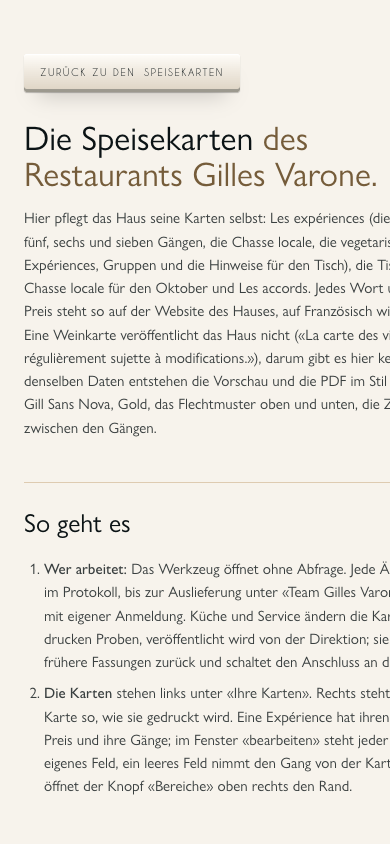 ZURÜCK ZU DEN SPEISEKARTEN
Die Speisekarten des
Restaurants Gilles Varone.
Hier pflegt das Haus seine Karten selbst: Les expériences (die
fünf, sechs und sieben Gängen, die Chasse locale, die
Expériences, Gruppen und die Hinweise für den Tisch), die
Chasse locale für den Oktober und Les accords. Jedes Wort
Preis steht so auf der Website des Hauses, auf Französisch
Eine Weinkarte veröffentlicht das Haus nicht («La carte des
régulièrement sujette à modifications.»), darum gibt es hier
denselben Daten entstehen die Vorschau und die PDF im Stil
Gill Sans Nova, Gold, das Flechtmuster oben und unten, die
zwischen den Gängen.
So geht es
1. Wer arbeitet: Das Werkzeug öffnet ohne Abfrage. Jede
im Protokoll, bis zur Auslieferung unter «Team Gilles
mit eigener Anmeldung. Küche und Service ändern die
drucken Proben, veröffentlicht wird von der Direktion; sie
frühere Fassungen zurück und schaltet den Anschluss an
2. Die Karten stehen links unter «Ihre Karten». Rechts steht
Karte so, wie sie gedruckt wird. Eine Expérience hat ihren
Preis und ihre Gänge; im Fenster «bearbeiten» steht jeder
eigenes Feld, ein leeres Feld nimmt den Gang von der
öffnet der Knopf «Bereiche» oben rechts den Rand.